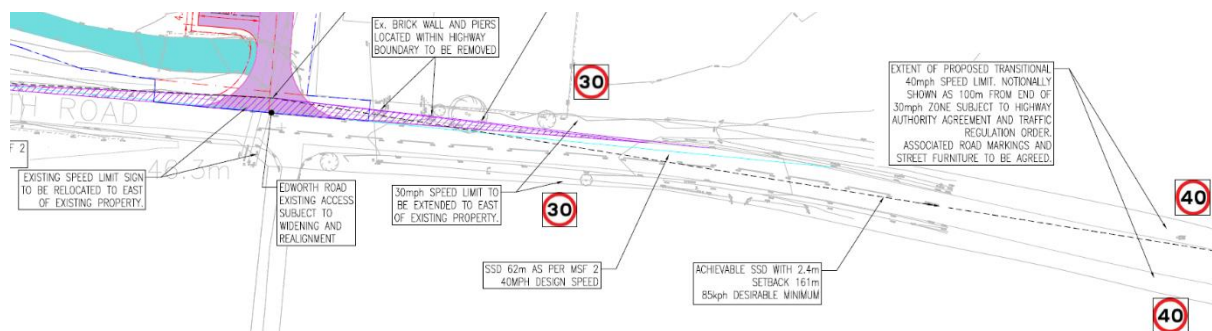 Ex. BRICK WALL AND PIERS
LOCATED WITHIN HIGHWAY
BOUNDARY TO BE REMOVED
30
EXTENT OF PROPOSED TRANSITIONAL
40mph SPEED LIMIT. NOTIONALLY
SHOWN AS 100m FROM END OF
30mph ZONE SUBJECT TO HIGHWAY
AUTHORITY AGREEMENT AND TRAFFIC
REGULATION ORDER.
ASSOCIATED ROAD MARKINGS AND
STREET FURNITURE TO BE AGREED.
TH ROAD
F 2
46.3m
EXISTING SPEED LIMIT SIGN
TO BE RELOCATED TO EAST
OF EXISTING PROPERTY.
EDWORTH ROAD
EXISTING ACCESS
SUBJECT TO
WIDENING AND
REALIGNMENT
30mph SPEED LIMIT TO
BE EXTENDED TO EAST
OF EXISTING PROPERTY.
30
SSD 62m AS PER MSF 2
40MPH DESIGN SPEED
ACHIEVABLE SSD WITH 2.4m
SETBACK 161m
85kph DESIRABLE MINIMUM
40
40